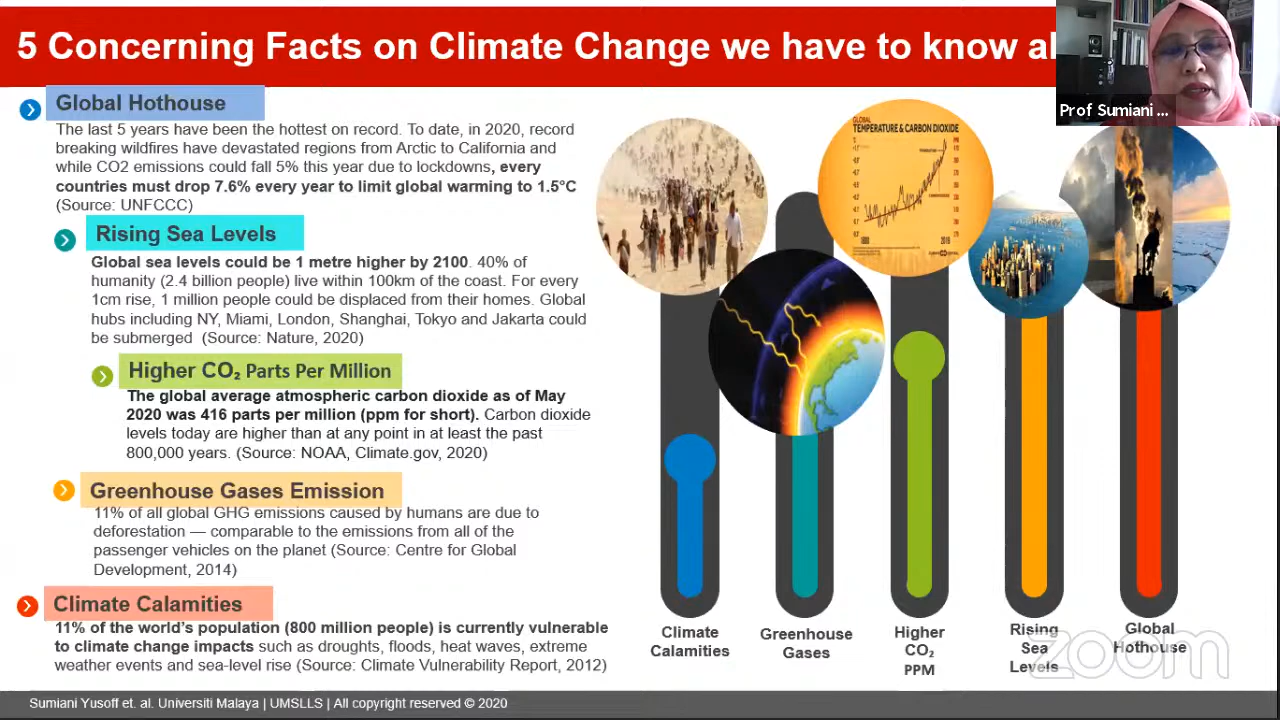 5 Concerning Facts on Climate Change we have to know
Prof Sumiani ...
Global Hothouse
The last 5 years have been the hottest on record. To date, in 2020, record
breaking wildfires have devastated regions from Arctic to California and
while CO2 emissions could fall 5% this year due to lockdowns, every
countries must drop 7.6% every year to limit global warming to 1.5°C
(Source: UNFCCC)
Rising Sea Levels
Global sea levels could be 1 metre higher by 2100. 40% of
humanity (2.4 billion people) live within 100km of the coast. For every
1cm rise, 1 million people could be displaced from their homes. Global
hubs including NY, Miami, London, Shanghai, Tokyo and Jakarta could
be submerged (Source: Nature, 2020)
Higher CO₂ Parts Per Million
The global average atmospheric carbon dioxide as of May
2020 was 416 parts per million (ppm for short). Carbon dioxide
levels today are higher than at any point in at least the past
800,000 years. (Source: NOAA, Climate.gov, 2020)
Greenhouse Gases Emission
11% of all global GHG emissions caused by humans are due to
deforestation — comparable to the emissions from all of the
passenger vehicles on the planet (Source: Centre for Global
Development, 2014)
Climate Calamities
11% of the world's population (800 million people) is currently vulnerable
to climate change impacts such as droughts, floods, heat waves, extreme
weather events and sea-level rise (Source: Climate Vulnerability Report, 2012)
GLOBAL
TEMPERATURE & CARBON DIOXIDE
Climate
Calamities
Greenhouse
Gases
Higher
CO₂
PPM
Rising
Sea
Levels
Global
Hothouse
zoom
Sumiani Yusoff et. al. Universiti Malaya | UMSLLS | All copyright reserved © 2020